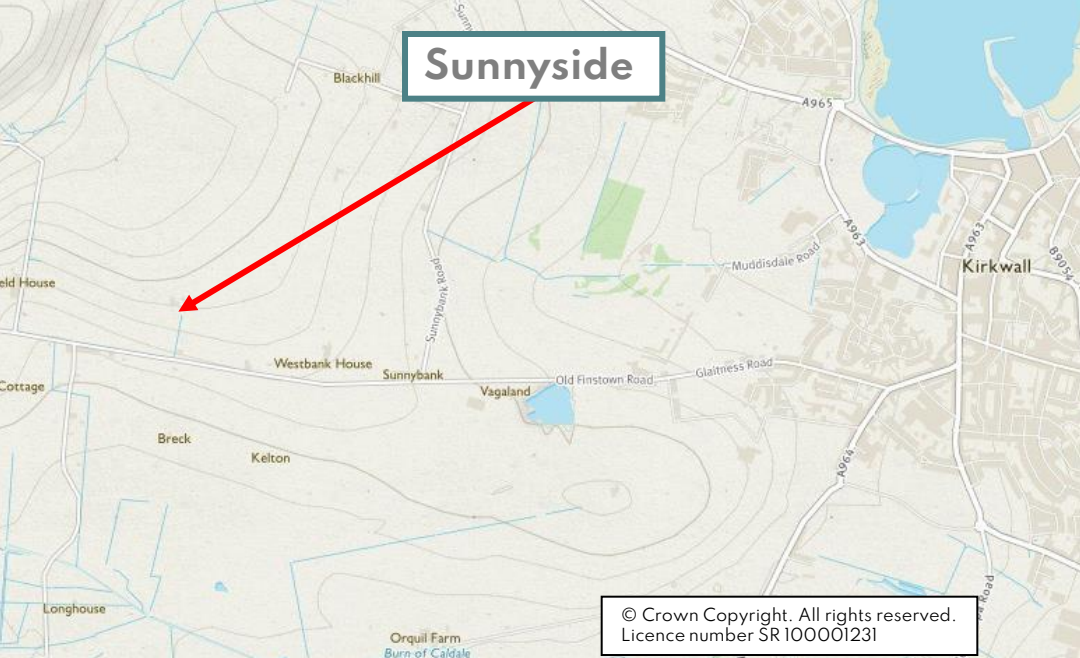 Sunn
Sunnyside
Blackhill
A965
A963
Muddisdale Road
A963
B9054
Kirkwall
eld House
Sunnybank Road
Westbank House
Sunnybank
Old Finstown Road
Glaitness Road
Cottage
Vagaland
Breck
Kelton
A964
Longhouse
Orquil Farm
Burn of Caldale
a Road
© Crown Copyright. All rights reserved.
Licence number SR 100001231